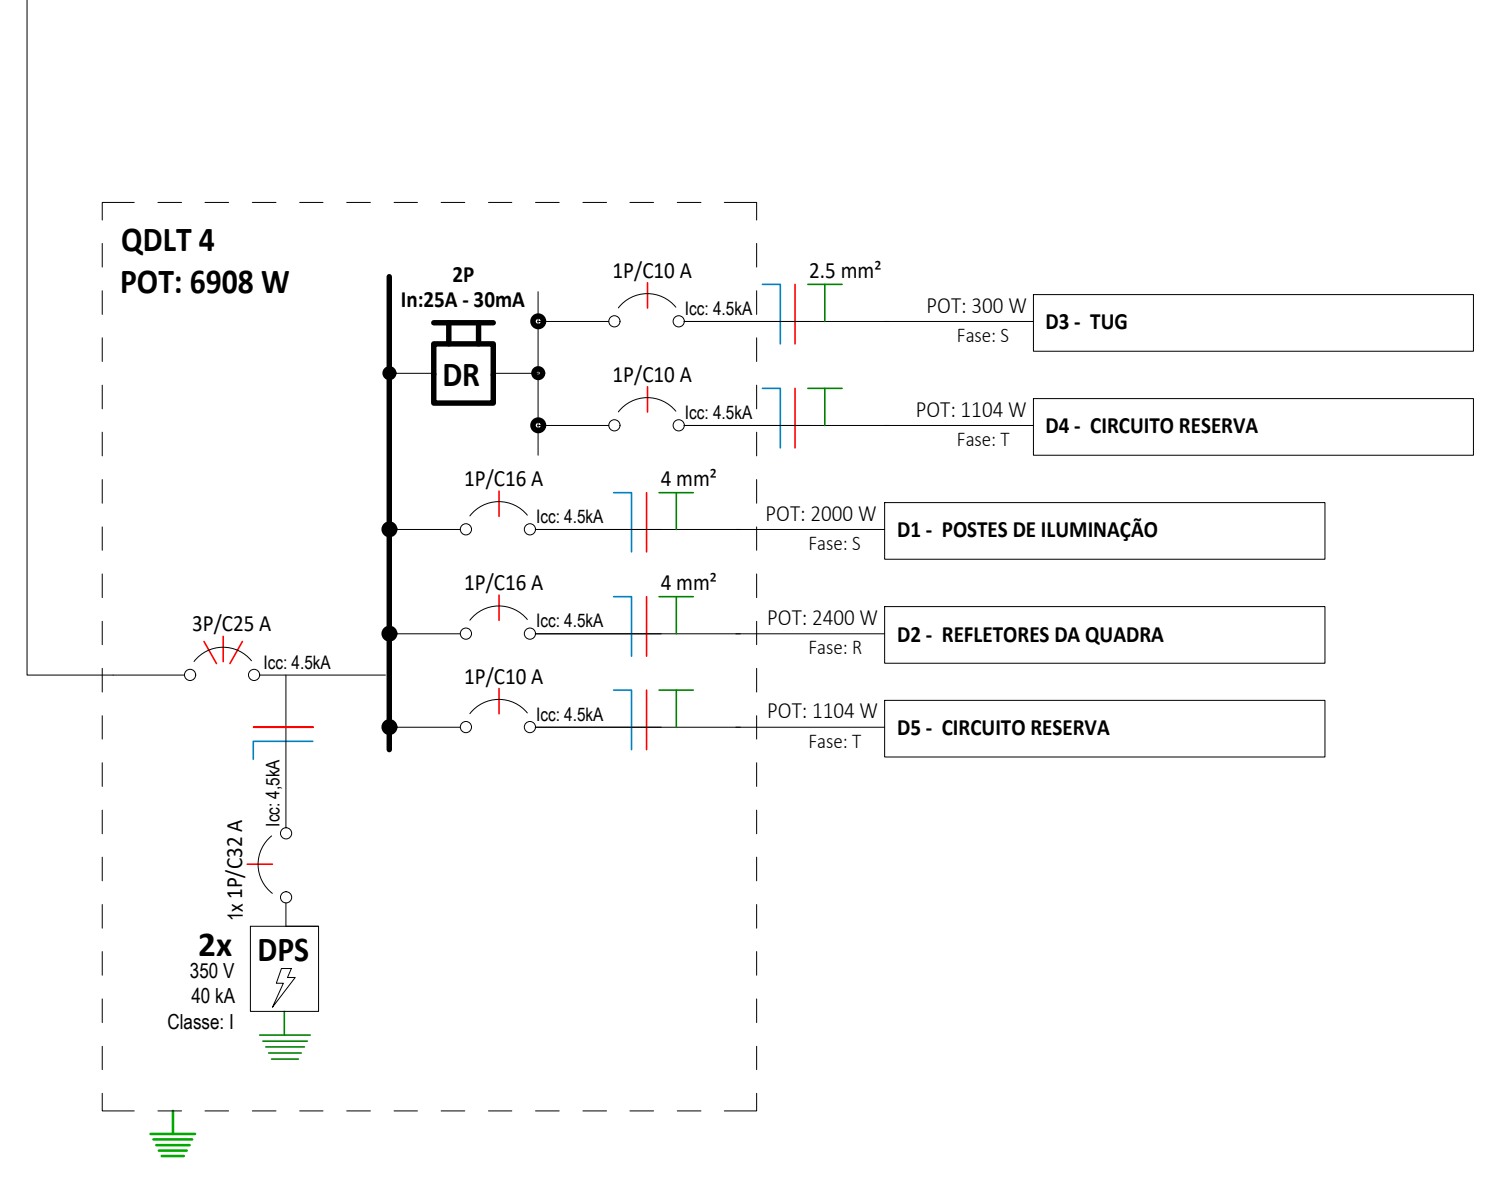 QDLT 4
POT: 6908 W
2P
In:25A - 30mA
DR
1P/C10 A
Icc: 4.5kA
2.5 mm²
POT: 300 W
Fase: S
D3 - TUG
1P/C10 A
Icc: 4.5kA
POT: 1104 W
Fase: T
D4 - CIRCUITO RESERVA
1P/C16 A
Icc: 4.5kA
4 mm²
POT: 2000 W
Fase: S
D1 - POSTES DE ILUMINAÇÃO
1P/C16 A
Icc: 4.5kA
4 mm²
POT: 2400 W
Fase: R
D2 - REFLETORES DA QUADRA
3P/C25 A
Icc: 4.5kA
1P/C10 A
Icc: 4.5kA
POT: 1104 W
Fase: T
D5 - CIRCUITO RESERVA
Icc: 4,5kA
1x 1P/C32 A
2x
350 V
40 kA
Classe: I
DPS